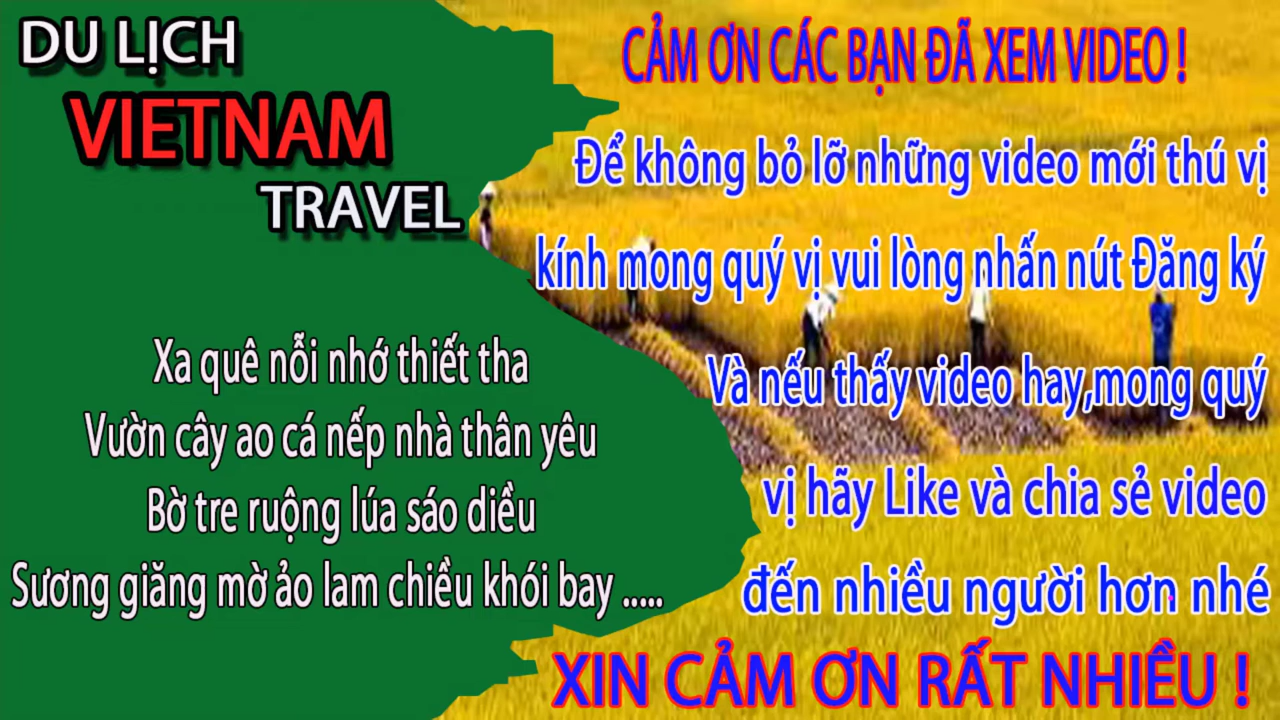 DU LỊCH
VIETNAM
TRAVEL
Xa quê nỗi nhớ thiết tha
Vườn cây ao cá nếp nhà thân yêu
Bờ tre ruộng lúa sáo diều
Sương giăng mờ ảo lam chiều khói bay .....
CẢM ƠN CÁC BẠN ĐÃ XEM VIDEO !
Để không bỏ lỡ những video mới thú vị
kính mong quý vị vui lòng nhấn nút Đăng ký
Và nếu thấy video hay,mong quý
vị hãy Like và chia sẻ video
đến nhiều người hơn nhé
XIN CẢM ƠN RẤT NHIỀU !